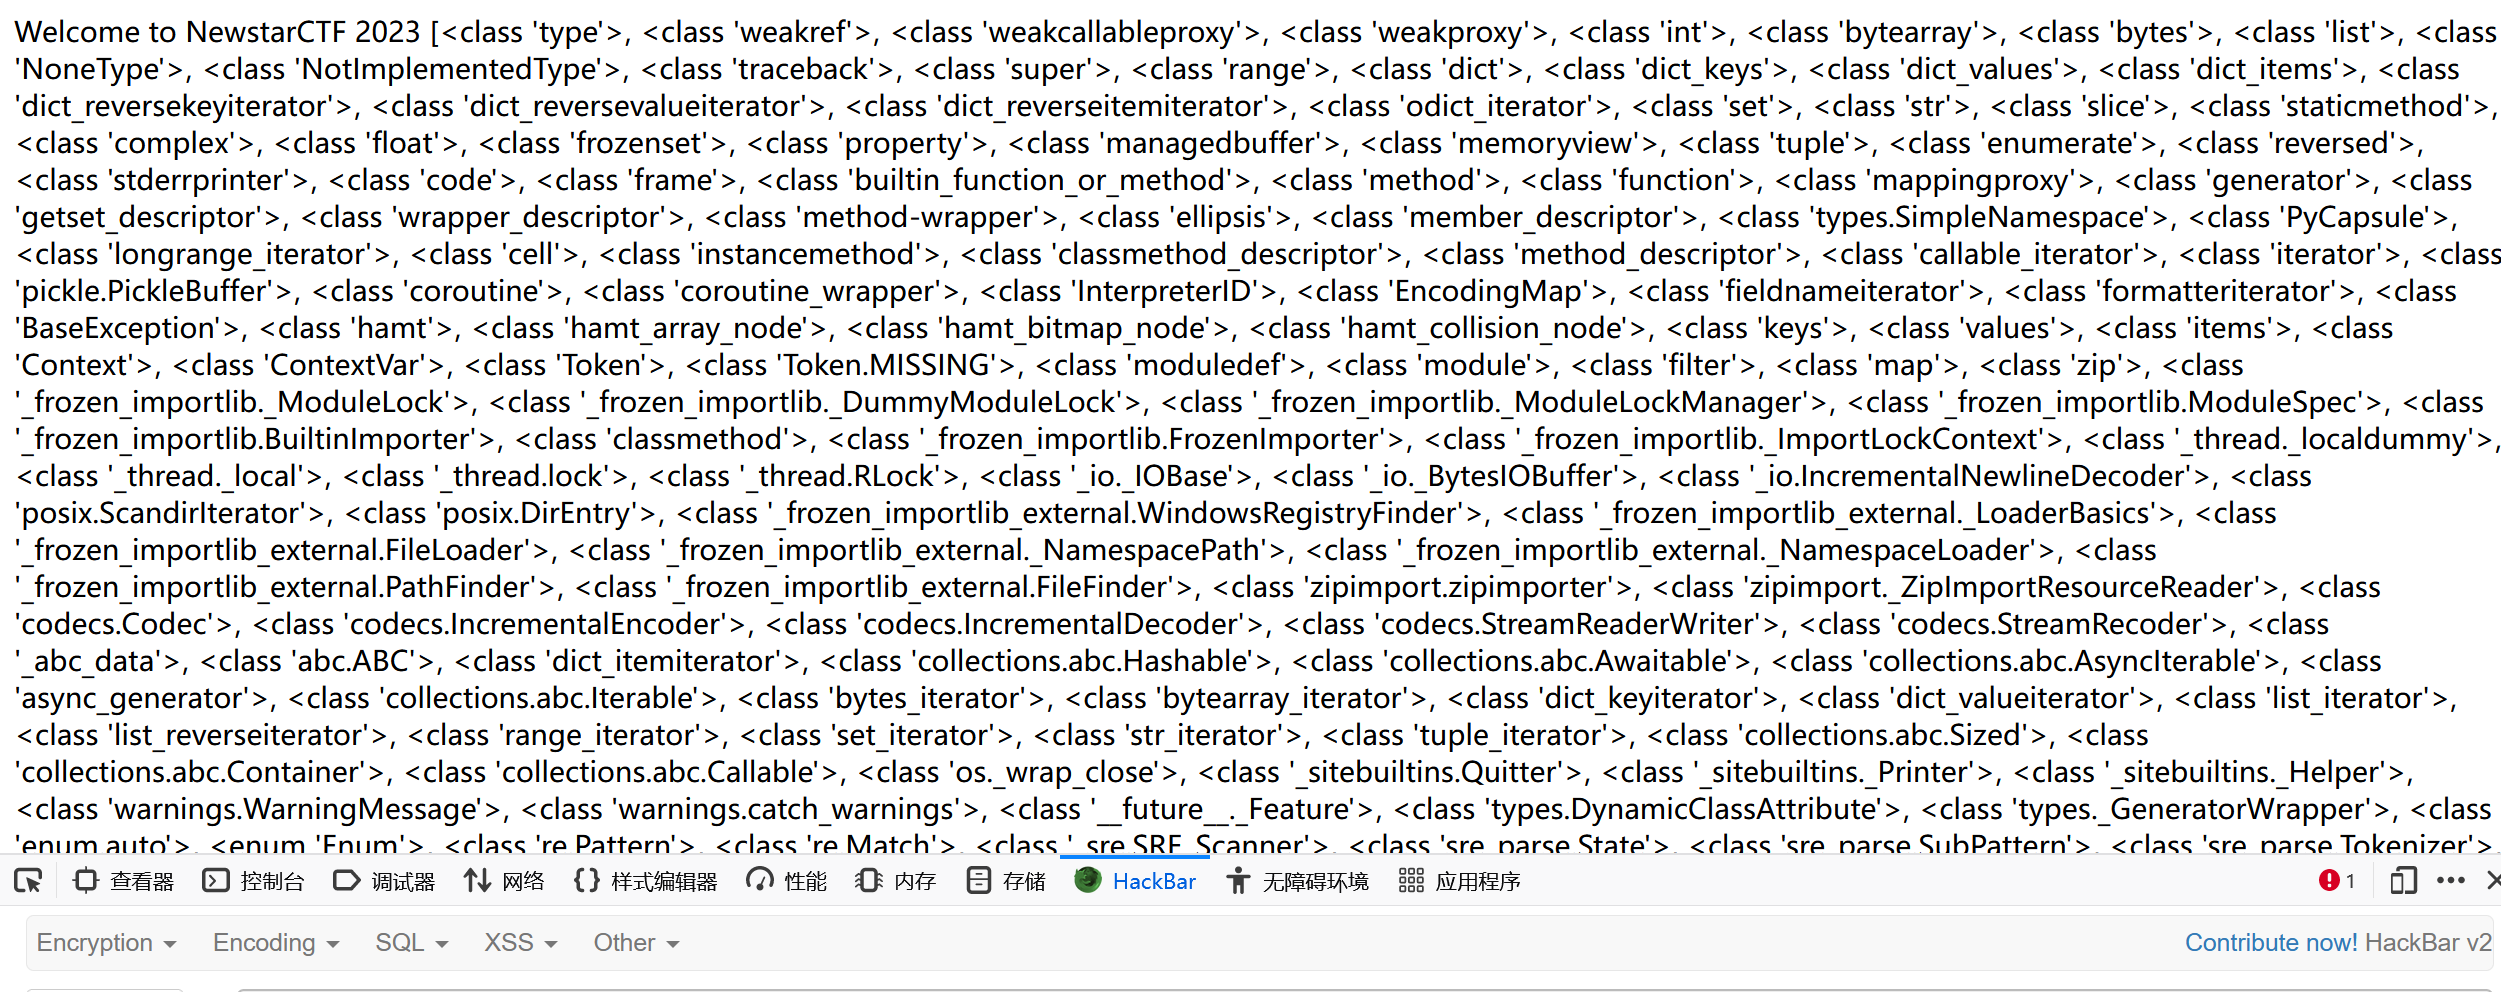 Welcome to NewstarCTF 2023 [<class 'type'>, <class 'weakref'>, <class 'weakcallableproxy'>, <class 'weakproxy'>, <class 'int'>, <class 'bytearray'>, <class 'bytes'>, <class 'list'>, <class
'NoneType'>, <class 'NotImplementedType'>, <class 'traceback'>, <class 'super'>, <class 'range'>, <class 'dict'>, <class 'dict_keys'>, <class 'dict_values'>, <class 'dict_items'>, <class
'dict_reversekeyiterator'>, <class 'dict_reversevalueiterator'>, <class 'dict_reverseitemiterator'>, <class 'odict_iterator'>, <class 'set'>, <class 'str'>, <class 'slice'>, <class 'staticmethod'>,
<class 'complex'>, <class 'float'>, <class 'frozenset'>, <class 'property'>, <class 'managedbuffer'>, <class 'memoryview'>, <class 'tuple'>, <class 'enumerate'>, <class 'reversed'>,
<class 'stderrprinter'>, <class 'code'>, <class 'frame'>, <class 'builtin_function_or_method'>, <class 'method'>, <class 'function'>, <class 'mappingproxy'>, <class 'generator'>, <class
'getset_descriptor'>, <class 'wrapper_descriptor'>, <class 'method-wrapper'>, <class 'ellipsis'>, <class 'member_descriptor'>, <class 'types.SimpleNamespace'>, <class 'PyCapsule'>,
<class 'longrange_iterator'>, <class 'cell'>, <class 'instancemethod'>, <class 'classmethod_descriptor'>, <class 'method_descriptor'>, <class 'callable_iterator'>, <class 'iterator'>, <class
'pickle.PickleBuffer'>, <class 'coroutine'>, <class 'coroutine_wrapper'>, <class 'InterpreterID'>, <class 'EncodingMap'>, <class 'fieldnameiterator'>, <class 'formatteriterator'>, <class
'BaseException'>, <class 'hamt'>, <class 'hamt_array_node'>, <class 'hamt_bitmap_node'>, <class 'hamt_collision_node'>, <class 'keys'>, <class 'values'>, <class 'items'>, <class
'Context'>, <class 'ContextVar'>, <class 'Token'>, <class 'Token.MISSING'>, <class 'moduledef'>, <class 'module'>, <class 'filter'>, <class 'map'>, <class 'zip'>, <class
'_frozen_importlib._ModuleLock'>, <class '_frozen_importlib._DummyModuleLock'>, <class '_frozen_importlib._ModuleLockManager'>, <class '_frozen_importlib.ModuleSpec'>, <class
'_frozen_importlib.BuiltinImporter'>, <class 'classmethod'>, <class '_frozen_importlib.FrozenImporter'>, <class '_frozen_importlib._ImportLockContext'>, <class '_thread._localdummy'>,
<class '_thread._local'>, <class '_thread.lock'>, <class '_thread.RLock'>, <class '_io._IOBase'>, <class '_io._BytesIOBuffer'>, <class '_io.IncrementalNewlineDecoder'>, <class
'posix.ScandirIterator'>, <class 'posix.DirEntry'>, <class '_frozen_importlib_external.WindowsRegistryFinder'>, <class '_frozen_importlib_external._LoaderBasics'>, <class
'_frozen_importlib_external.FileLoader'>, <class '_frozen_importlib_external._NamespacePath'>, <class '_frozen_importlib_external._NamespaceLoader'>, <class
'_frozen_importlib_external.PathFinder'>, <class '_frozen_importlib_external.FileFinder'>, <class 'zipimport.zipimporter'>, <class 'zipimport._ZipImportResourceReader'>, <class
'codecs.Codec'>, <class 'codecs.IncrementalEncoder'>, <class 'codecs.IncrementalDecoder'>, <class 'codecs.StreamReaderWriter'>, <class 'codecs.StreamRecoder'>, <class
'_abc_data'>, <class 'abc.ABC'>, <class 'dict_itemiterator'>, <class 'collections.abc.Hashable'>, <class 'collections.abc.Awaitable'>, <class 'collections.abc.AsyncIterable'>, <class
'async_generator'>, <class 'collections.abc.Iterable'>, <class 'bytes_iterator'>, <class 'bytearray_iterator'>, <class 'dict_keyiterator'>, <class 'dict_valueiterator'>, <class 'list_iterator'>,
<class 'list_reverseiterator'>, <class 'range_iterator'>, <class 'set_iterator'>, <class 'str_iterator'>, <class 'tuple_iterator'>, <class 'collections.abc.Sized'>, <class
'collections.abc.Container'>, <class 'collections.abc.Callable'>, <class 'os._wrap_close'>, <class '_sitebuiltins.Quitter'>, <class '_sitebuiltins._Printer'>, <class '_sitebuiltins._Helper'>,
<class 'warnings.WarningMessage'>, <class 'warnings.catch_warnings'>, <class '__future__._Feature'>, <class 'types.DynamicClassAttribute'>, <class 'types._GeneratorWrapper'>, <class
'enum.auto'>, <enum 'Enum'>, <class 're.Pattern'>, <class 're.Match'>, <class '_sre.SRE_Scanner'>, <class 'sre_parse.State'>, <class 'sre_parse.SubPattern'>, <class 'sre_parse.Tokenizer'>,
查看器 控制台 调试器 网络 样式编辑器 性能 内存 存储 HackBar 无障碍环境 应用程序 1
Encryption Encoding SQL XSS Other Contribute now! HackBar v2